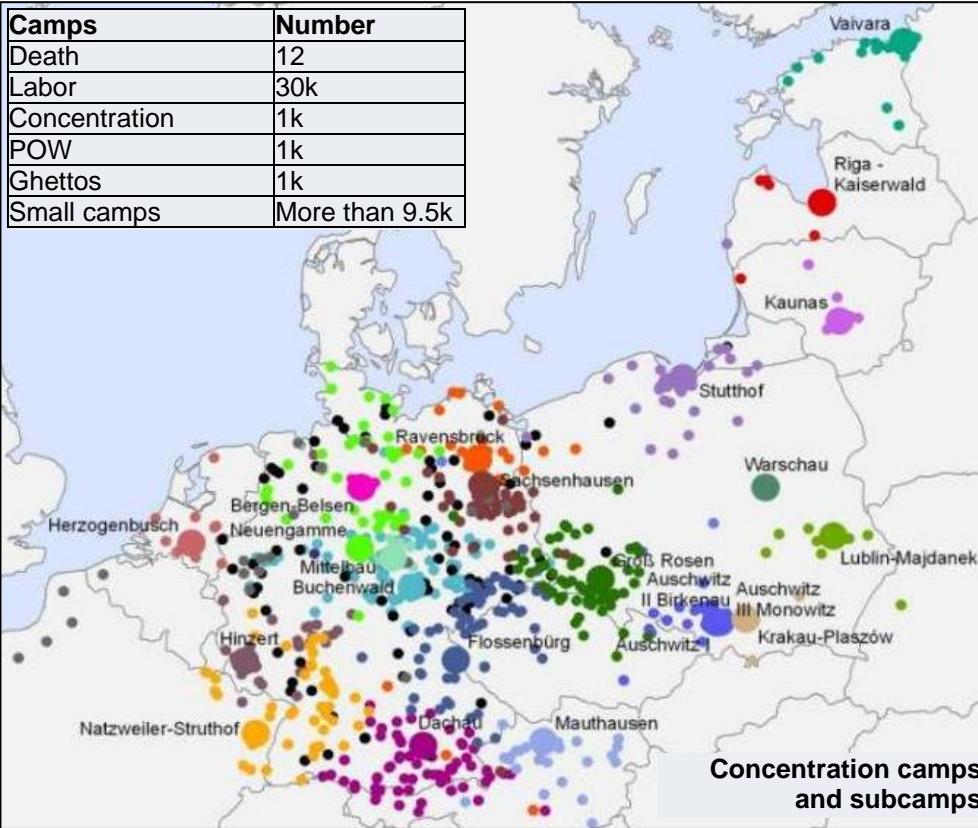 Camps Number
Death 12
Labor 30k
Concentration 1k
POW 1k
Ghettos 1k
Small camps More than 9.5k
Vaivara
Riga -
Kaiserwald
Kaunas
Stutthof
Ravensbrück
Warschau
Sachsenhausen
Bergen-Belsen
Herzogenbusch
Neuengamme
Lublin-Majdanek
Mittelbau
Groß Rosen
Buchenwald
Auschwitz
II Birkenau
Auschwitz
III Monowitz
Hinzert
Flossenbürg
Auschwitz I
Krakau-Plaszów
Natzweiler-Struthof
Dachau
Mauthausen
Concentration camps
and subcamps